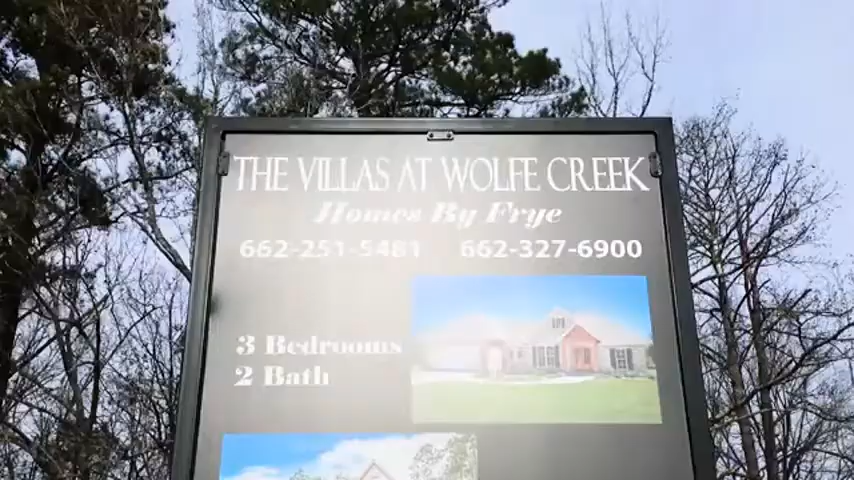 THE VILLAS AT WOLFE CREEK
Homes By Frye
662-251-5481 662-327-6900
3 Bedrooms
2 Bath